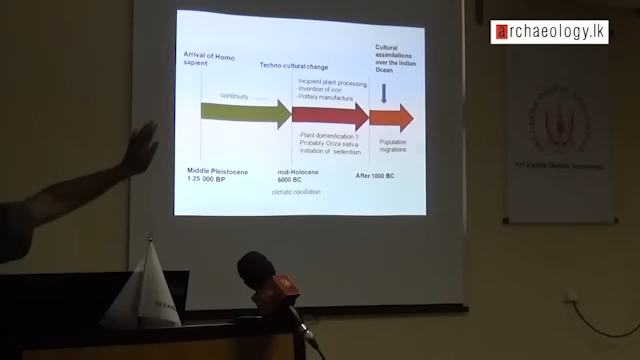 archaeology.lk
Arrival of Homo
sapient
Techno-cultural change
Cultural
assimilations
over the Indian
Ocean
continuity
-Incipient plant processing
-Invention of iron
-Pottery manufacture
-Plant domestication ?
Probably Oriza sativa
-Initiation of sedentism
Population
migrations
Middle Pleistocene
1 25 000 BP
mid-Holocene
6000 BC
After 1000 BC
climatic oscillation